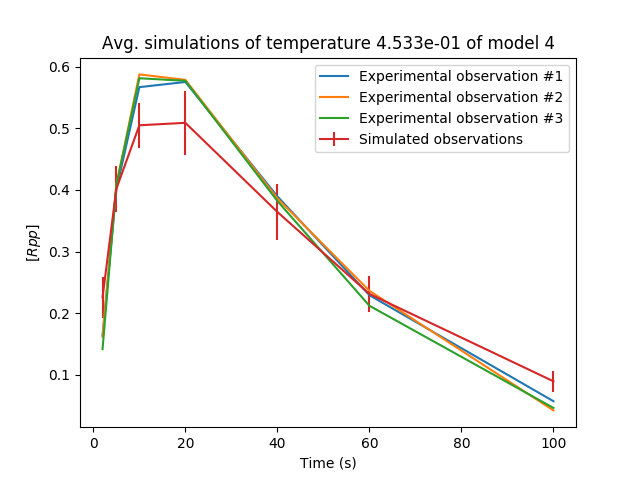 Avg. simulations of temperature 4.533e-01 of model 4
Experimental observation #1
Experimental observation #2
Experimental observation #3
Simulated observations
0.6
0.5
0.4
0.3
0.2
0.1
[Rpp]
0 20 40 60 80 100
Time (s)